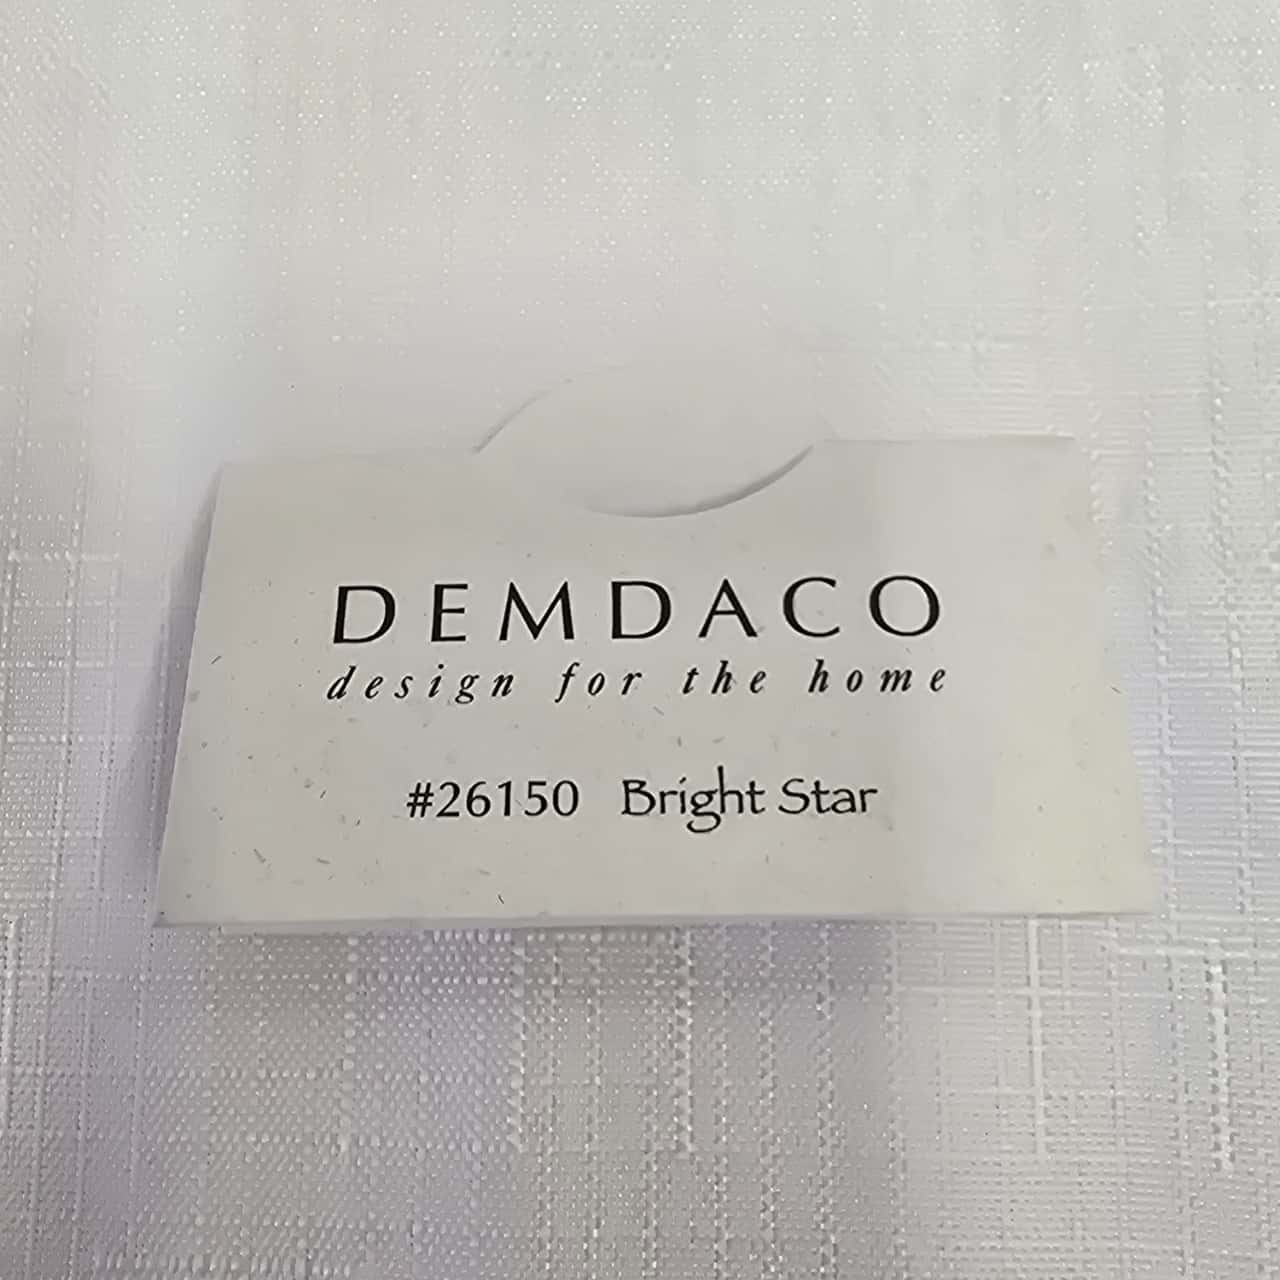 DEMDACO
design for the home
#26150 Bright Star